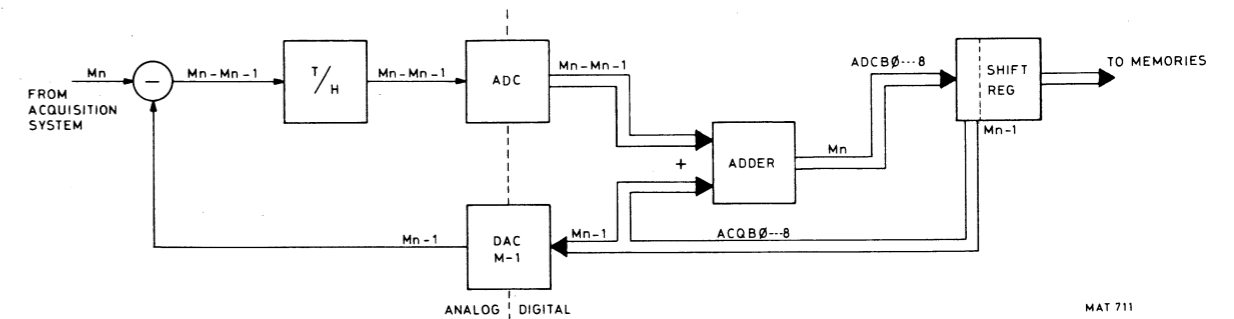 Mn
FROM
ACQUISITION
SYSTEM
−
Mn-Mn-1
T/H
Mn-Mn-1
ADC
Mn-Mn-1
+
ADDER
Mn
ADCBØ---8
SHIFT
REG
TO MEMORIES
Mn-1
ACQBØ---8
Mn-1
DAC
M-1
Mn-1
ANALOG
DIGITAL
MAT 711